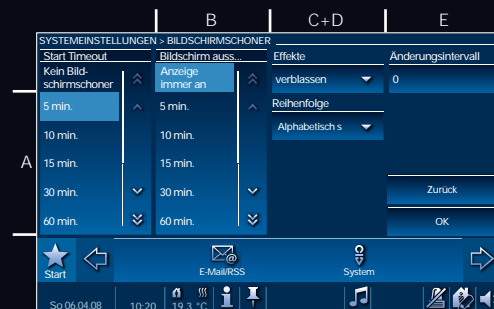 B
C+D
E
SYSTEMEINSTELLUNGEN > BILDSCHIRMSCHONER
Start Timeout
Bildschirm auss...
Effekte
Änderungsintervall
Kein Bild-
schirmschoner
Anzeige
immer an
verblassen
0
5 min.
5 min.
Reihenfolge
10 min.
10 min.
Alphabetisch s
A
15 min.
15 min.
30 min.
30 min.
Zurück
60 min.
60 min.
OK
Start
E-Mail/RSS
System
So 06.04.08
10:20
19.3 °C